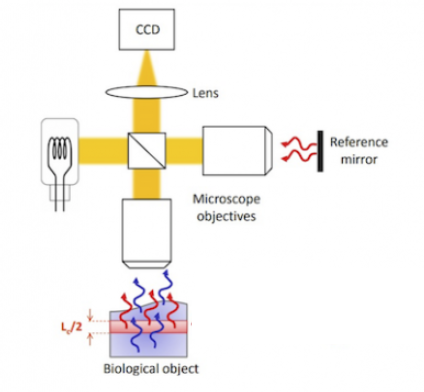 CCD
Lens
Reference
mirror
Microscope
objectives
Lc/2
Biological object